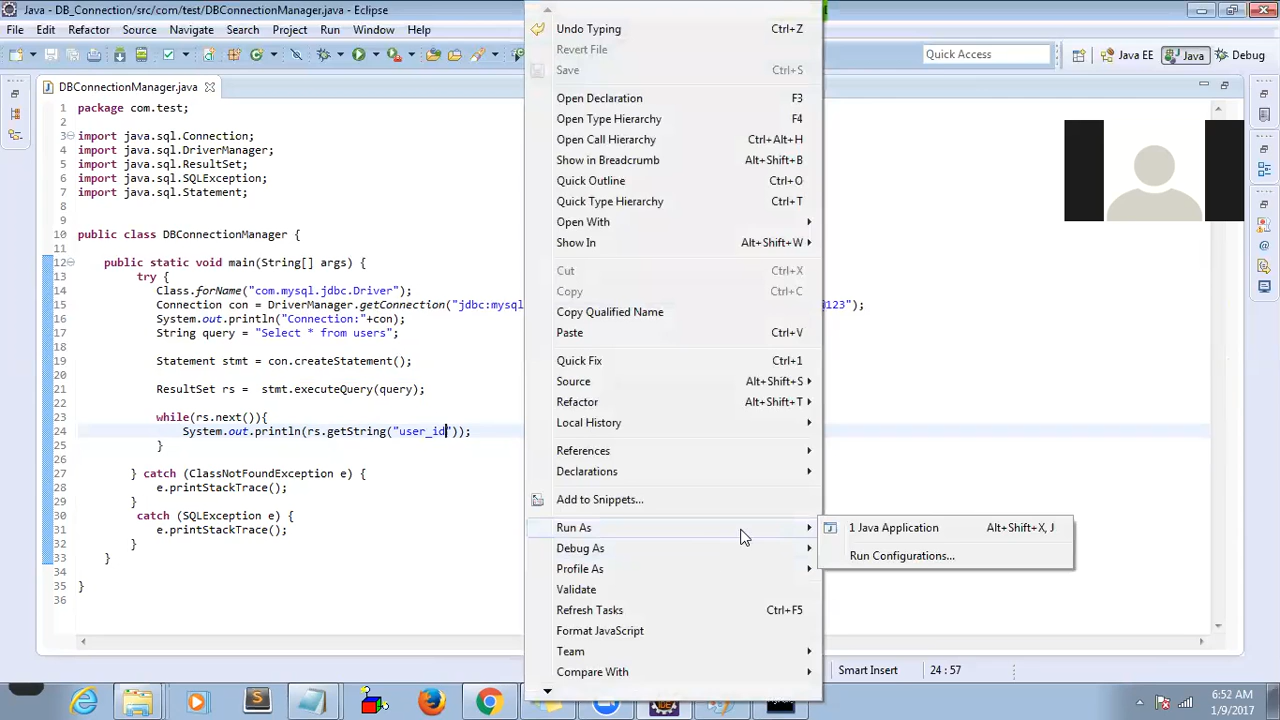 Java - DB_Connection/src/com/test/DBConnectionManager.java - Eclipse
File Edit Refactor Source Navigate Search Project Run Window Help
Quick Access
Java EE
Java
Debug
DBConnectionManager.java
1 package com.test;
2
3 import java.sql.Connection;
4 import java.sql.DriverManager;
5 import java.sql.ResultSet;
6 import java.sql.SQLException;
7 import java.sql.Statement;
8
9
10 public class DBConnectionManager {
11
12 public static void main(String[] args) {
13 try {
14 Class.forName("com.mysql.jdbc.Driver");
15 Connection con = DriverManager.getConnection("jdbc:mysql @123");
16 System.out.println("Connection:"+con);
17 String query = "Select * from users";
18
19 Statement stmt = con.createStatement();
20
21 ResultSet rs = stmt.executeQuery(query);
22
23 while(rs.next()){
24 System.out.println(rs.getString("user_id"));
25 }
26
27 } catch (ClassNotFoundException e) {
28 e.printStackTrace();
29 }
30 catch (SQLException e) {
31 e.printStackTrace();
32 }
33 }
34
35 }
36
Undo Typing Ctrl+Z
Revert File
Save Ctrl+S
Open Declaration F3
Open Type Hierarchy F4
Open Call Hierarchy Ctrl+Alt+H
Show in Breadcrumb Alt+Shift+B
Quick Outline Ctrl+O
Quick Type Hierarchy Ctrl+T
Open With
Show In Alt+Shift+W
Cut Ctrl+X
Copy Ctrl+C
Copy Qualified Name
Paste Ctrl+V
Quick Fix Ctrl+1
Source Alt+Shift+S
Refactor Alt+Shift+T
Local History
References
Declarations
Add to Snippets...
Run As
Debug As
Profile As
Validate
Refresh Tasks Ctrl+F5
Format JavaScript
Team
Compare With
1 Java Application Alt+Shift+X, J
Run Configurations...
Smart Insert
24 : 57
6:52 AM
1/9/2017